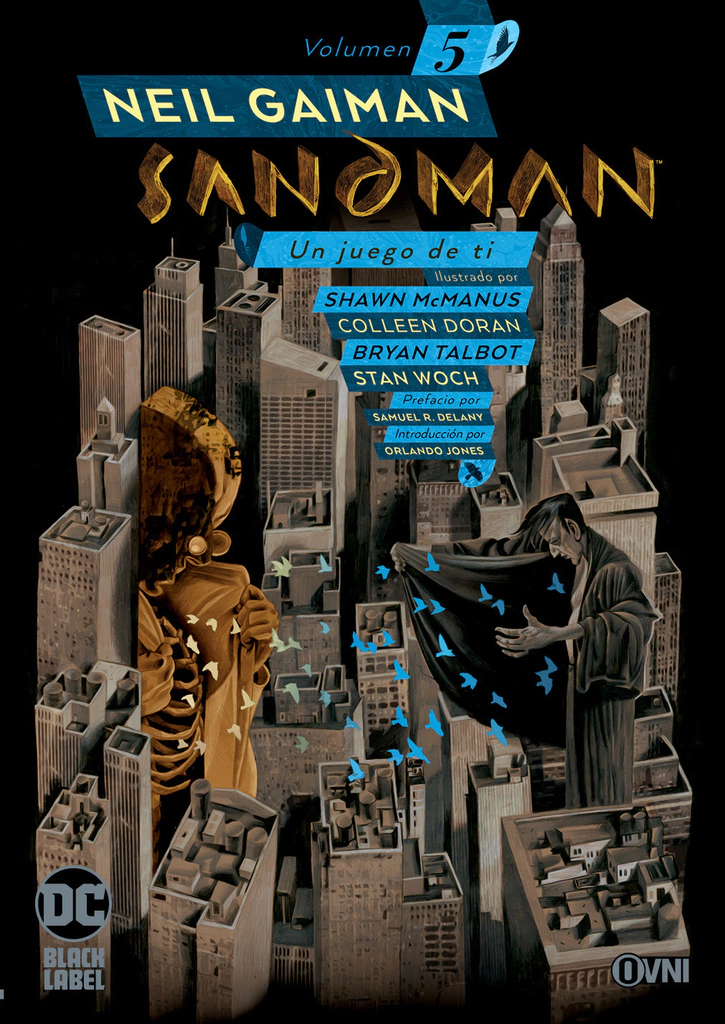 Volumen 5
NEIL GAIMAN
SANDMAN™
Un juego de ti
Ilustrado por
SHAWN McMANUS
COLLEEN DORAN
BRYAN TALBOT
STAN WOCH
Prefacio por
SAMUEL R. DELANY
Introducción por
ORLANDO JONES
DC
BLACK
LABEL
OVNI